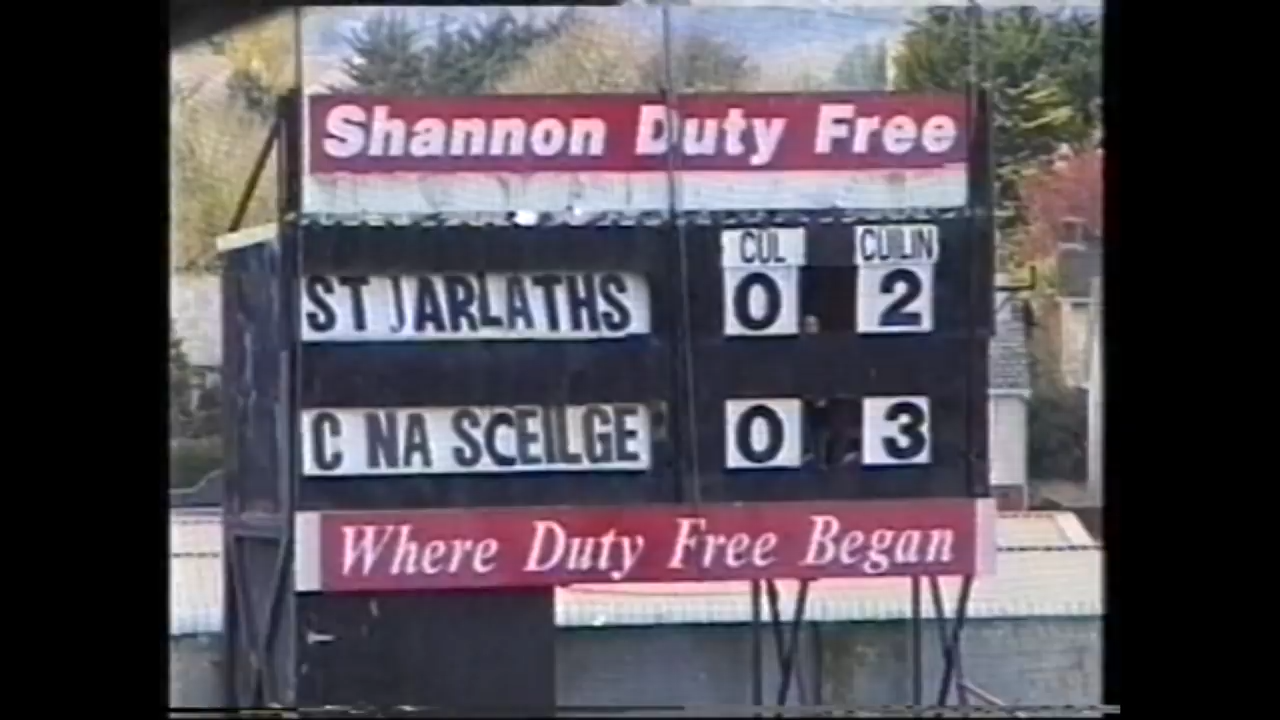 Shannon Duty Free
CUL CUILIN
ST JARLATHS 0 2
C NA SCEILGE 0 3
Where Duty Free Began